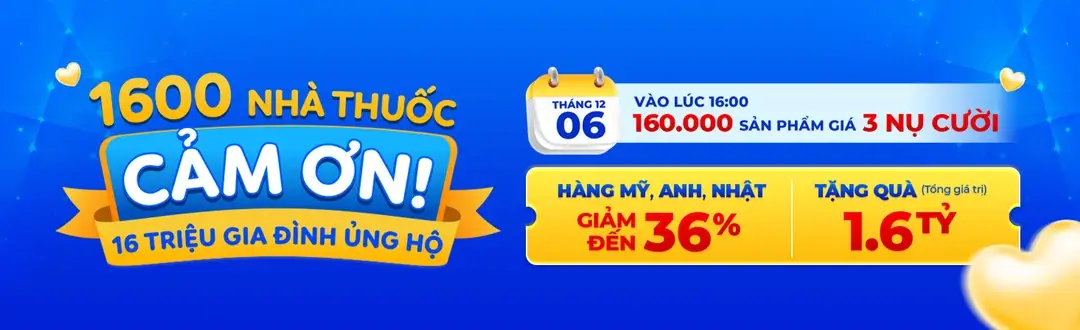 1600 NHÀ THUỐC
CẢM ƠN!
16 TRIỆU GIA ĐÌNH ỦNG HỘ
THÁNG 12
06
VÀO LÚC 16:00
160.000 SẢN PHẨM GIÁ 3 NỤ CƯỜI
HÀNG MỸ, ANH, NHẬT
GIẢM ĐẾN 36%
TẶNG QUÀ (Tổng giá trị)
1.6 TỶ